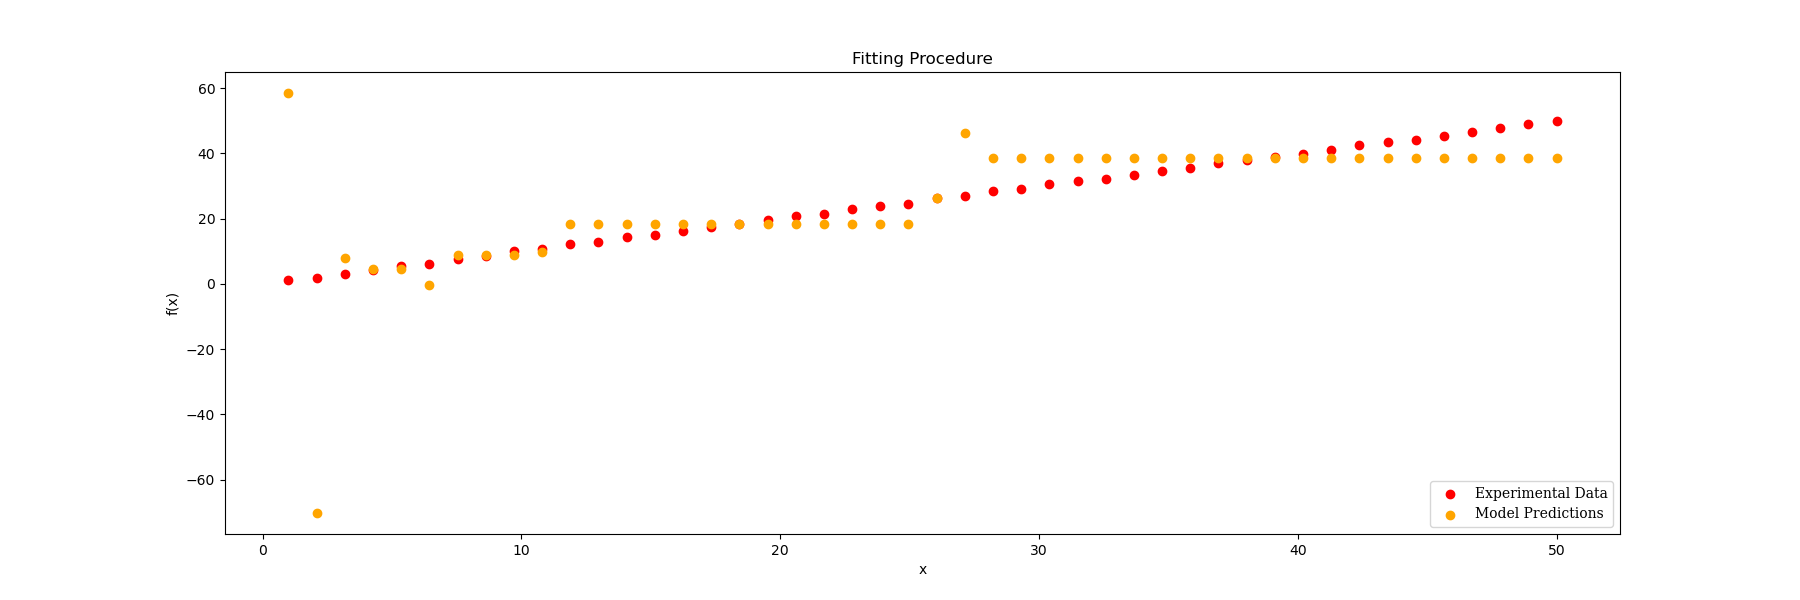 Fitting Procedure
60
40
20
0
−20
−40
−60
f(x)
0 10 20 30 40 50
x
Experimental Data
Model Predictions